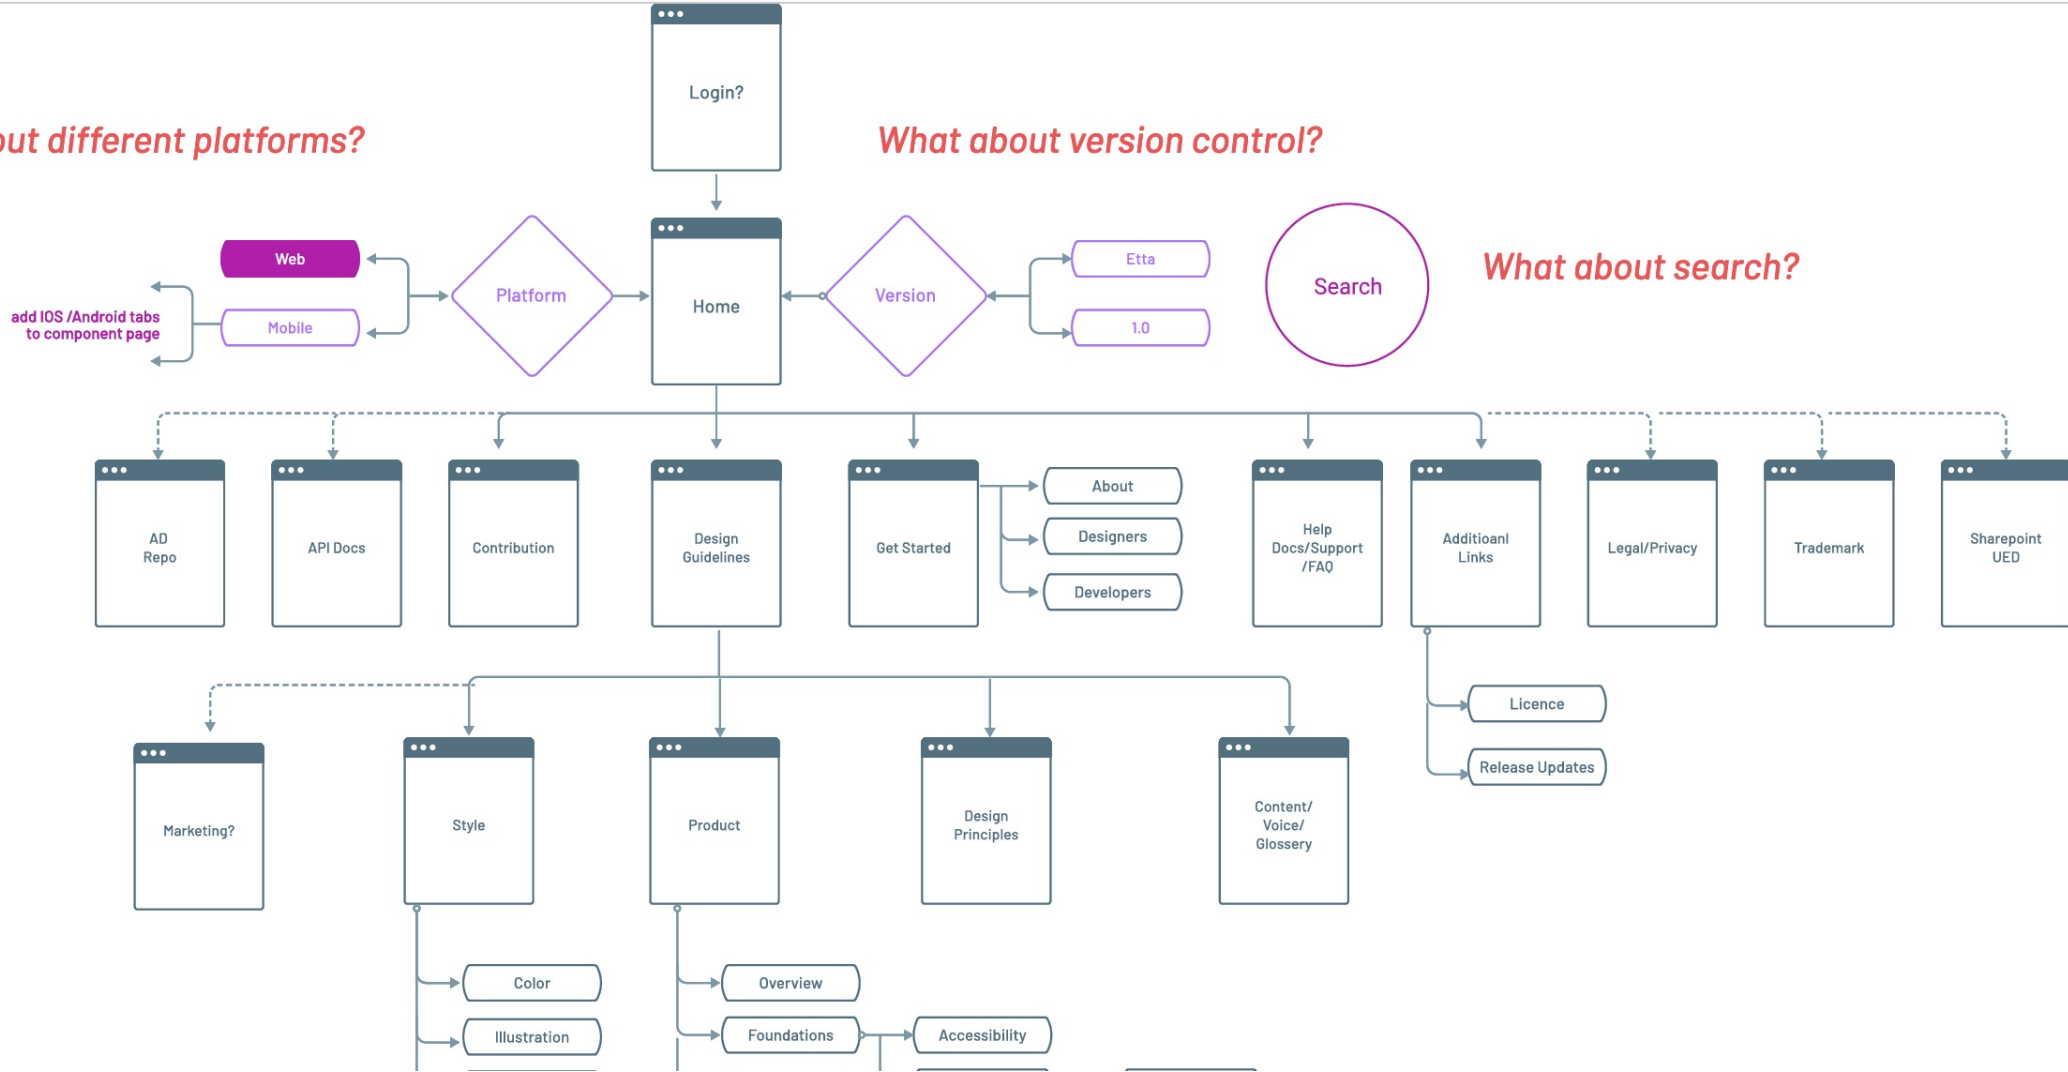 Login?
out different platforms?
What about version control?
Web
Platform
Home
Version
Etta
Search
What about search?
add IOS /Android tabs
to component page
Mobile
1.0
AD
Repo
API Docs
Contribution
Design
Guidelines
Get Started
About
Designers
Developers
Help
Docs/Support
/FAQ
Additioanl
Links
Legal/Privacy
Trademark
Sharepoint
UED
Licence
Release Updates
Marketing?
Style
Product
Design
Principles
Content/
Voice/
Glossery
Color
Overview
Illustration
Foundations
Accessibility